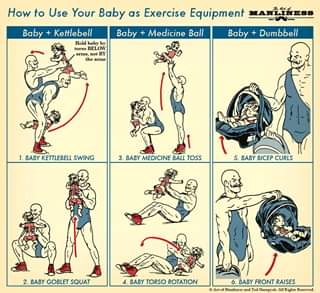 How to Use Your Baby as Exercise Equipment
The Art of
MANLINESS
Baby + Kettlebell
Baby + Medicine Ball
Baby + Dumbbell
Hold baby by
torso BELOW
arms, not BY
the arms
1. BABY KETTLEBELL SWING
3. BABY MEDICINE BALL TOSS
5. BABY BICEP CURLS
2. BABY GOBLET SQUAT
4. BABY TORSO ROTATION
6. BABY FRONT RAISES
© Art of Manliness and Ted Slampyak. All Rights Reserved.